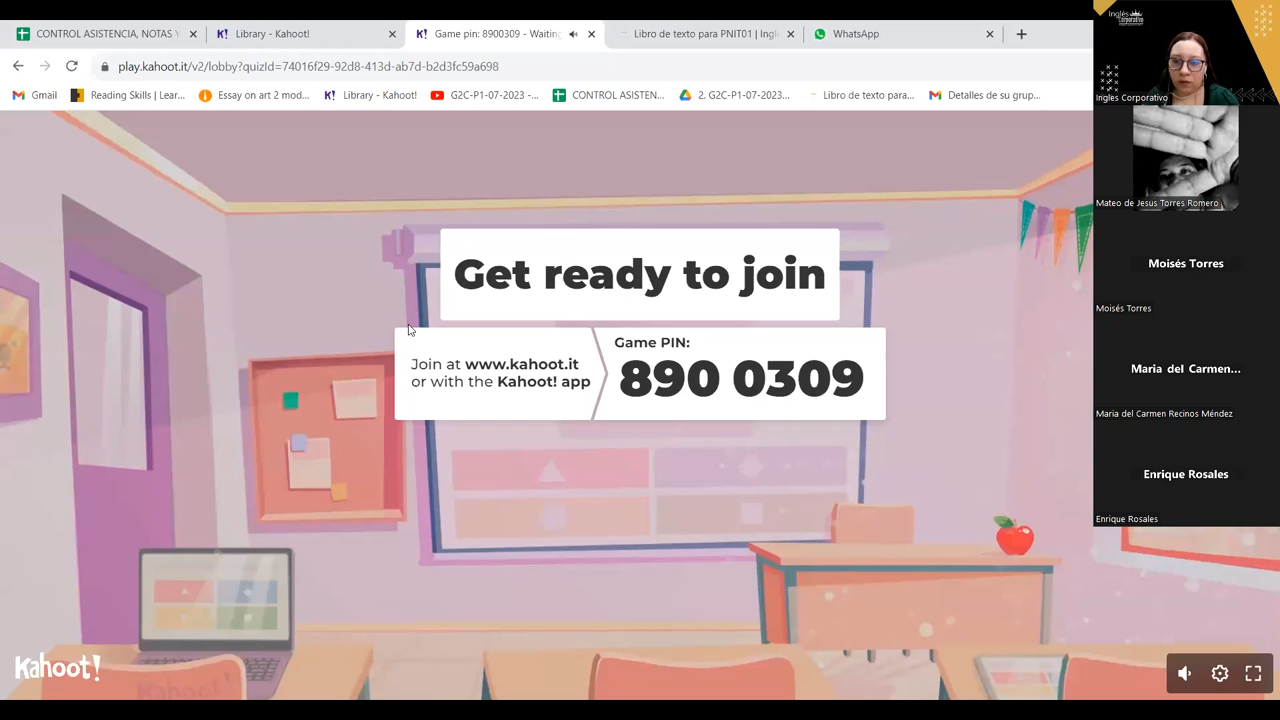 CONTROL ASISTENCIA, NOTAS Y
Library - Kahoot!
Game pin: 8900309 - Waiting
Libro de texto para PNIT01 | Ingl
WhatsApp
play.kahoot.it/v2/lobby?quizId=74016f29-92d8-413d-ab7d-b2d3fc59a698
Gmail
Reading Skills | Lear...
Essay on art 2 mod...
Library - Kahoot!
G2C-P1-07-2023 -...
CONTROL ASISTEN...
2. G2C-P1-07-2023...
Libro de texto para...
Detalles de su grup...
Get ready to join
Join at www.kahoot.it
or with the Kahoot! app
Game PIN:
890 0309
Kahoot!
Inglés
Corporativo
Ingles Corporativo
Mateo de Jesus Torres Romero
Moisés Torres
Moisés Torres
Maria del Carmen...
Maria del Carmen Recinos Méndez
Enrique Rosales
Enrique Rosales